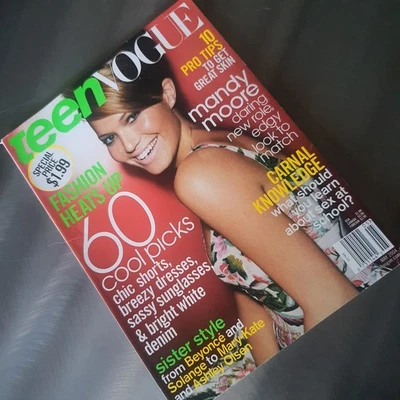 teen VOGUE
SPECIAL
PRICE
$1.99
10
PRO TIPS
TO GET
GREAT SKIN
mandy
moore
daring
new role,
edgy
look to
match
CARNAL
KNOWLEDGE
what should
you learn
about sex at
school?
FASHION
HEATS UP
60
cool picks
chic shorts,
breezy dresses,
sassy sunglasses
& bright white
denim
sister style
from Beyoncé and
Solange to Mary-Kate
and Ashley Olsen